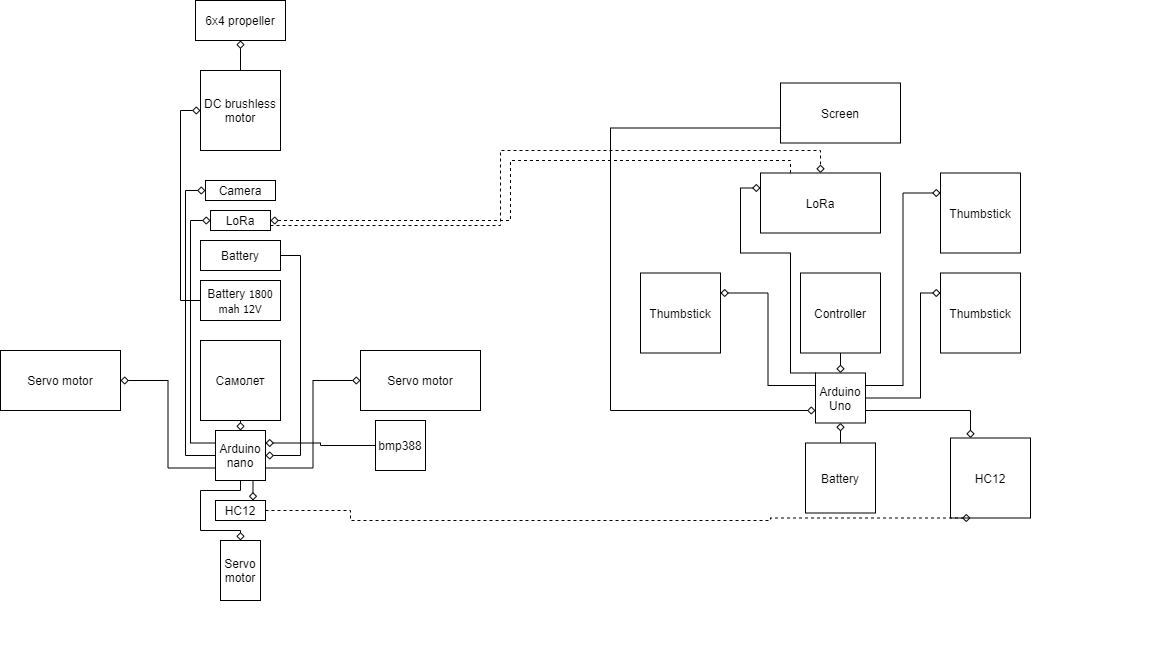 6x4 propeller
DC brushless
motor
Camera
LoRa
Battery
Battery 1800
mah 12V
Servo motor
Самолет
Servo motor
Arduino
nano
bmp388
HC12
Servo
motor
Screen
LoRa
Thumbstick
Thumbstick
Controller
Thumbstick
Arduino
Uno
Battery
HC12